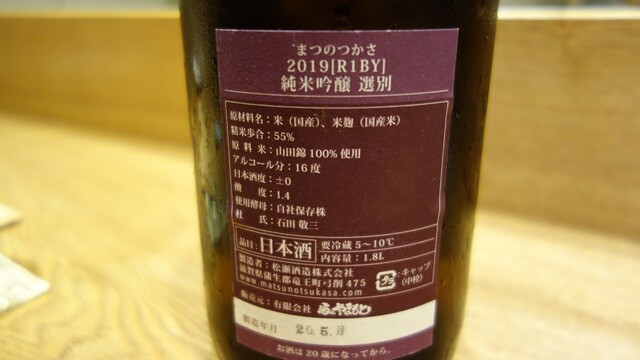 まつのつかさ
2019[R1BY]
純米吟醸 選別
原材料名：米（国産）、米麹（国産米）
精米歩合：55%
原料米：山田錦100%使用
アルコール分：16度
日本酒度：±0
酸度：1.4
使用酵母：自社保存株
杜氏：石田 敬三
品目：日本酒 要冷蔵 5～10℃
内容量：1.8L
製造者：松瀬酒造株式会社
滋賀県蒲生郡竜王町弓削475
www.matsunotsukasa.com
プラ ：キャップ
（中栓）
販売元：有限会社
製造年月 20.5.
お酒は20歳になってから。